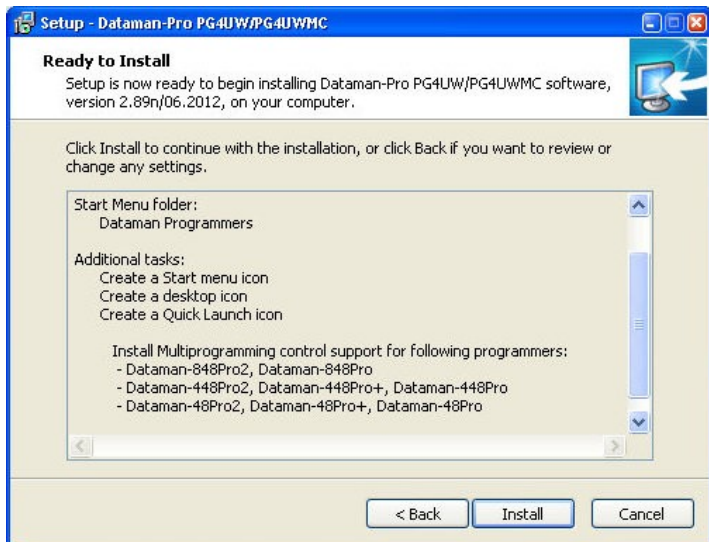 Setup - Dataman-Pro PG4UW/PG4UWMC
Ready to Install
Setup is now ready to begin installing Dataman-Pro PG4UW/PG4UWMC software,
version 2.89n/06.2012, on your computer.
Click Install to continue with the installation, or click Back if you want to review or
change any settings.
Start Menu folder:
Dataman Programmers
Additional tasks:
Create a Start menu icon
Create a desktop icon
Create a Quick Launch icon
Install Multiprogramming control support for following programmers:
- Dataman-848Pro2, Dataman-848Pro
- Dataman-448Pro2, Dataman-448Pro+, Dataman-448Pro
- Dataman-48Pro2, Dataman-48Pro+, Dataman-48Pro
< Back
Install
Cancel